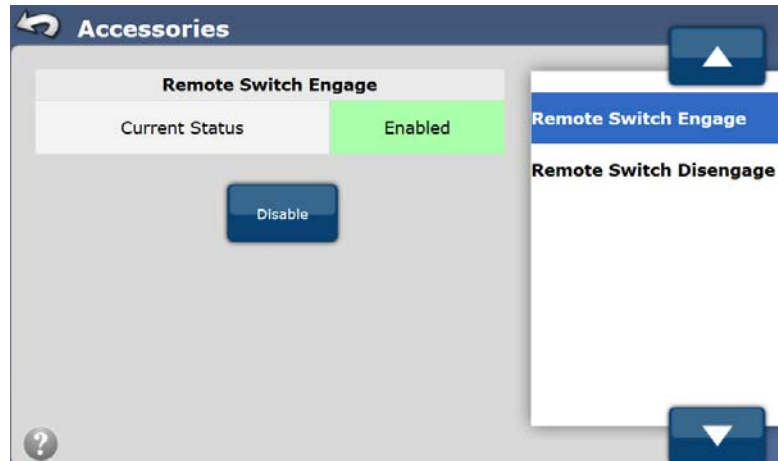 Accessories
Remote Switch Engage
Current Status Enabled
Disable
Remote Switch Engage
Remote Switch Disengage
?